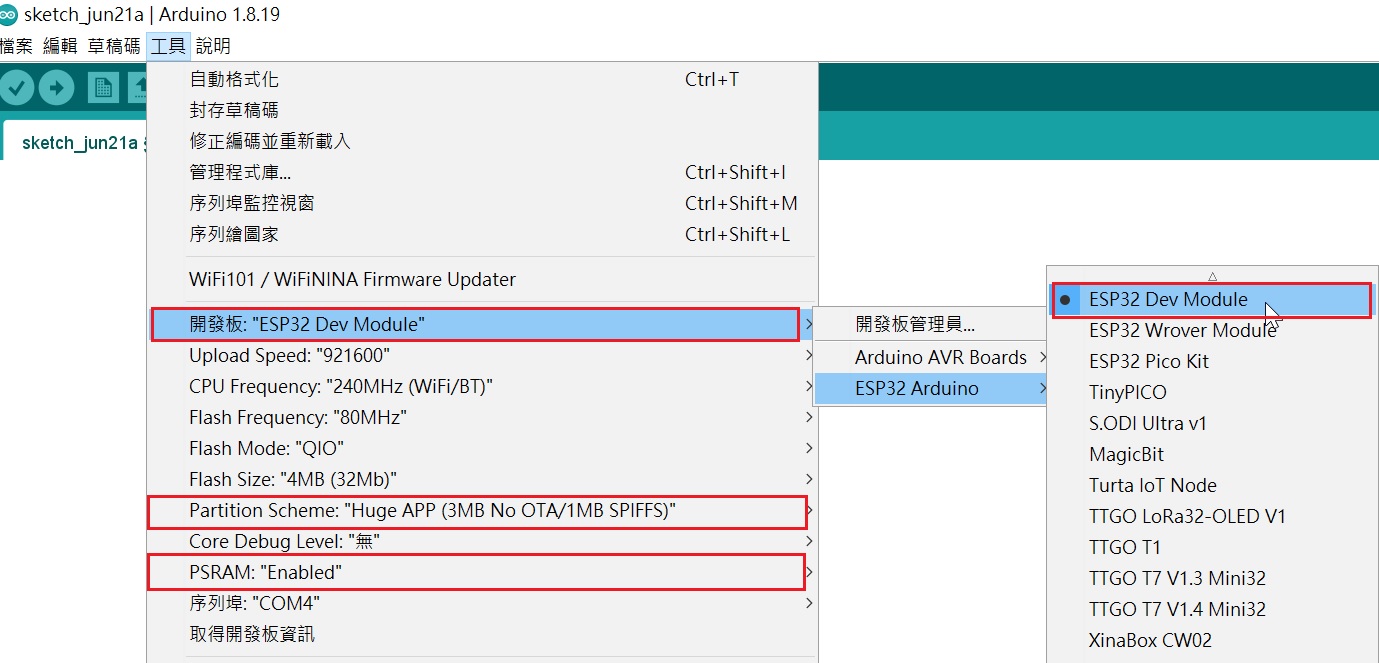 sketch_jun21a | Arduino 1.8.19
檔案 編輯 草稿碼 工具 說明
sketch_jun21a
自動格式化 Ctrl+T
封存草稿碼
修正編碼並重新載入
管理程式庫... Ctrl+Shift+I
序列埠監控視窗 Ctrl+Shift+M
序列繪圖家 Ctrl+Shift+L
WiFi101 / WiFiNINA Firmware Updater
開發板: "ESP32 Dev Module"
Upload Speed: "921600"
CPU Frequency: "240MHz (WiFi/BT)"
Flash Frequency: "80MHz"
Flash Mode: "QIO"
Flash Size: "4MB (32Mb)"
Partition Scheme: "Huge APP (3MB No OTA/1MB SPIFFS)"
Core Debug Level: "無"
PSRAM: "Enabled"
序列埠: "COM4"
取得開發板資訊
開發板管理員...
Arduino AVR Boards
ESP32 Arduino
ESP32 Dev Module
ESP32 Wrover Module
ESP32 Pico Kit
TinyPICO
S.ODI Ultra v1
MagicBit
Turta IoT Node
TTGO LoRa32-OLED V1
TTGO T1
TTGO T7 V1.3 Mini32
TTGO T7 V1.4 Mini32
XinaBox CW02